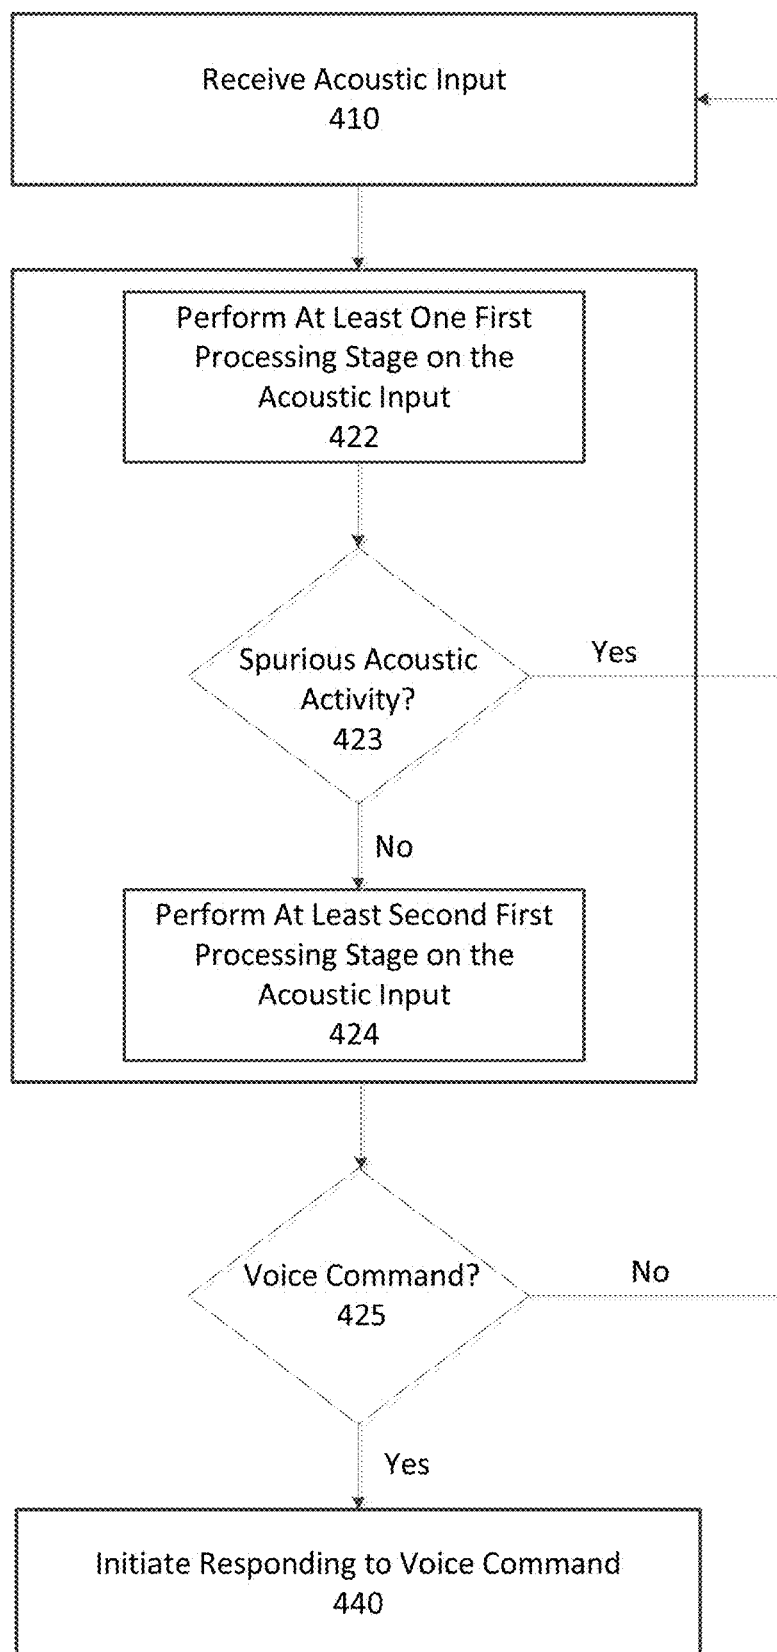 Receive Acoustic Input
410
Perform At Least One First
Processing Stage on the
Acoustic Input
422
Spurious Acoustic
Activity?
423
Yes
No
Perform At Least Second First
Processing Stage on the
Acoustic Input
424
Voice Command?
425
No
Yes
Initiate Responding to Voice Command
440